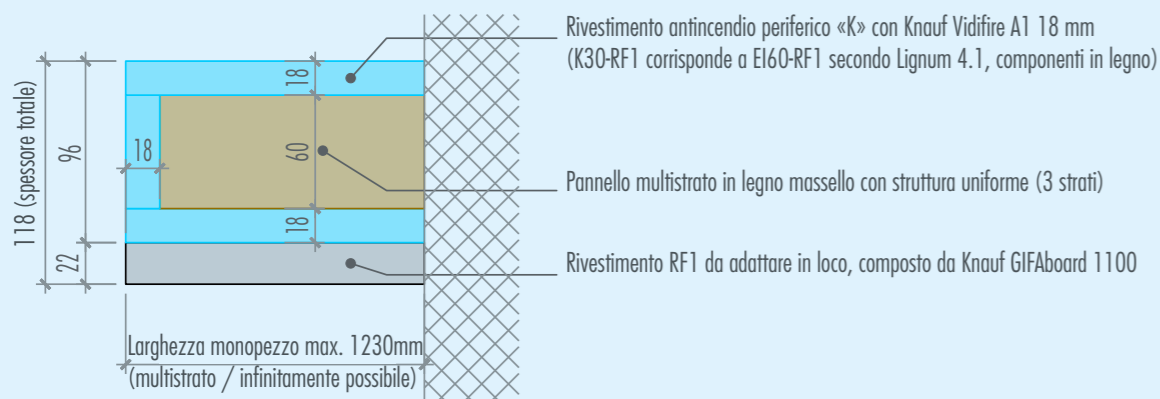 Rivestimento antincendio periferico «K» con Knauf Vidifire A1 18 mm
(K30-RF1 corrisponde a EI60-RF1 secondo Lignum 4.1, componenti in legno)
118 (spessore totale)
96
22
18
18
60
18
Pannello multistrato in legno massello con struttura uniforme (3 strati)
Rivestimento RF1 da adattare in loco, composto da Knauf GIFAboard 1100
Larghezza monopezzo max. 1230mm
(multistrato / infinitamente possibile)